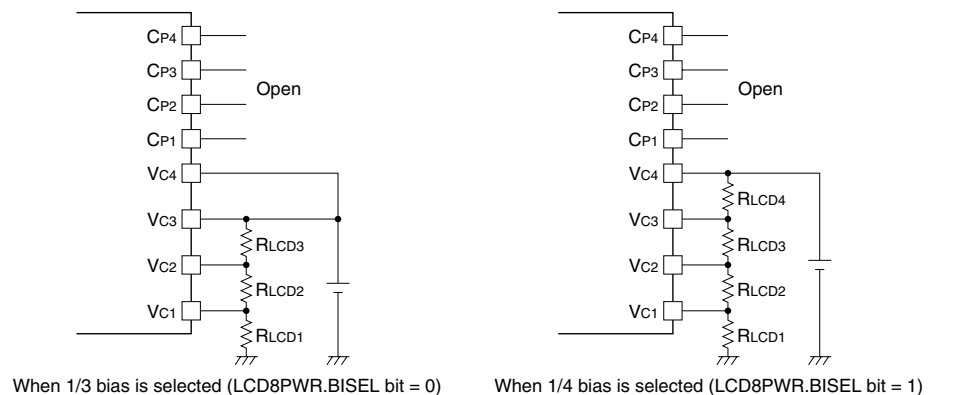 CP4
CP3
Open
CP2
CP1
VC4
VC3
RLCD3
VC2
RLCD2
VC1
RLCD1
When 1/3 bias is selected (LCD8PWR.BISEL bit = 0)
CP4
CP3
Open
CP2
CP1
VC4
RLCD4
VC3
RLCD3
VC2
RLCD2
VC1
RLCD1
When 1/4 bias is selected (LCD8PWR.BISEL bit = 1)